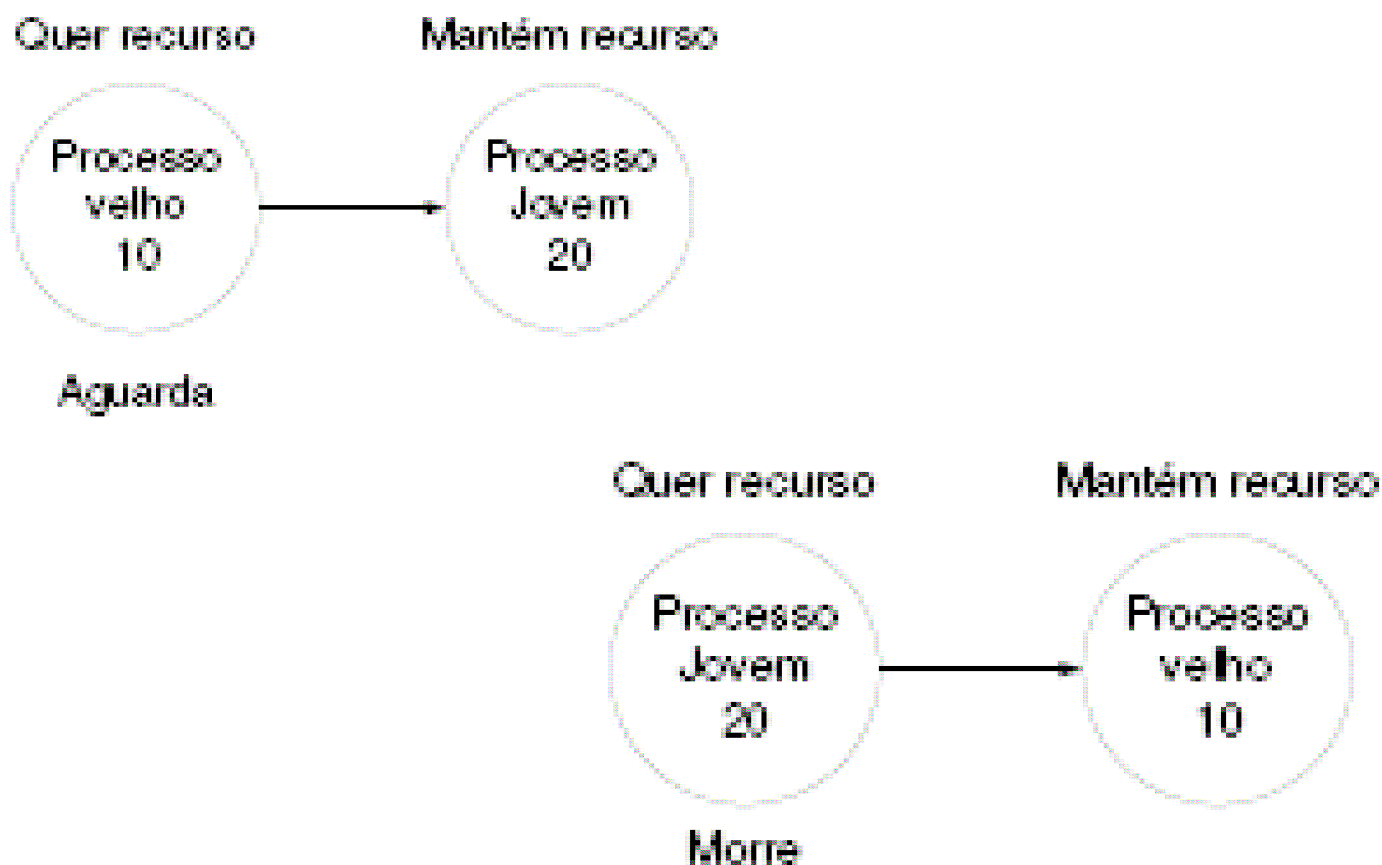 Quer recurso
Mantém recurso
Processo
velho
10
Processo
Jovem
20
Aguarda
Quer recurso
Mantém recurso
Processo
Jovem
20
Processo
velho
10
Morre